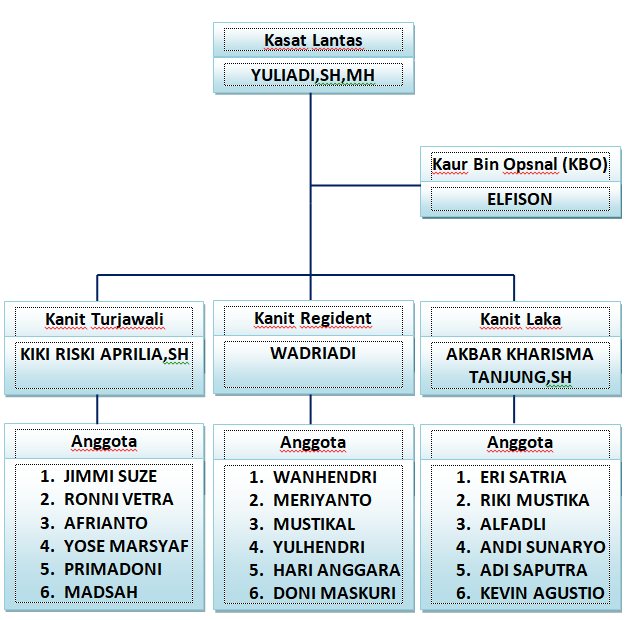 Kasat Lantas
YULIADI,SH,MH
Kaur Bin Opsnal (KBO)
ELFISON
Kanit Turjawali
KIKI RISKI APRILIA,SH
Kanit Regident
WADRIADI
Kanit Laka
AKBAR KHARISMA
TANJUNG,SH
Anggota
1. JIMMI SUZE
2. RONNI VETRA
3. AFRIANTO
4. YOSE MARSYAF
5. PRIMADONI
6. MADSAH
Anggota
1. WANHENDRI
2. MERIYANTO
3. MUSTIKAL
4. YULHENDRI
5. HARI ANGGARA
6. DONI MASKURI
Anggota
1. ERI SATRIA
2. RIKI MUSTIKA
3. ALFADLI
4. ANDI SUNARYO
5. ADI SAPUTRA
6. KEVIN AGUSTIO